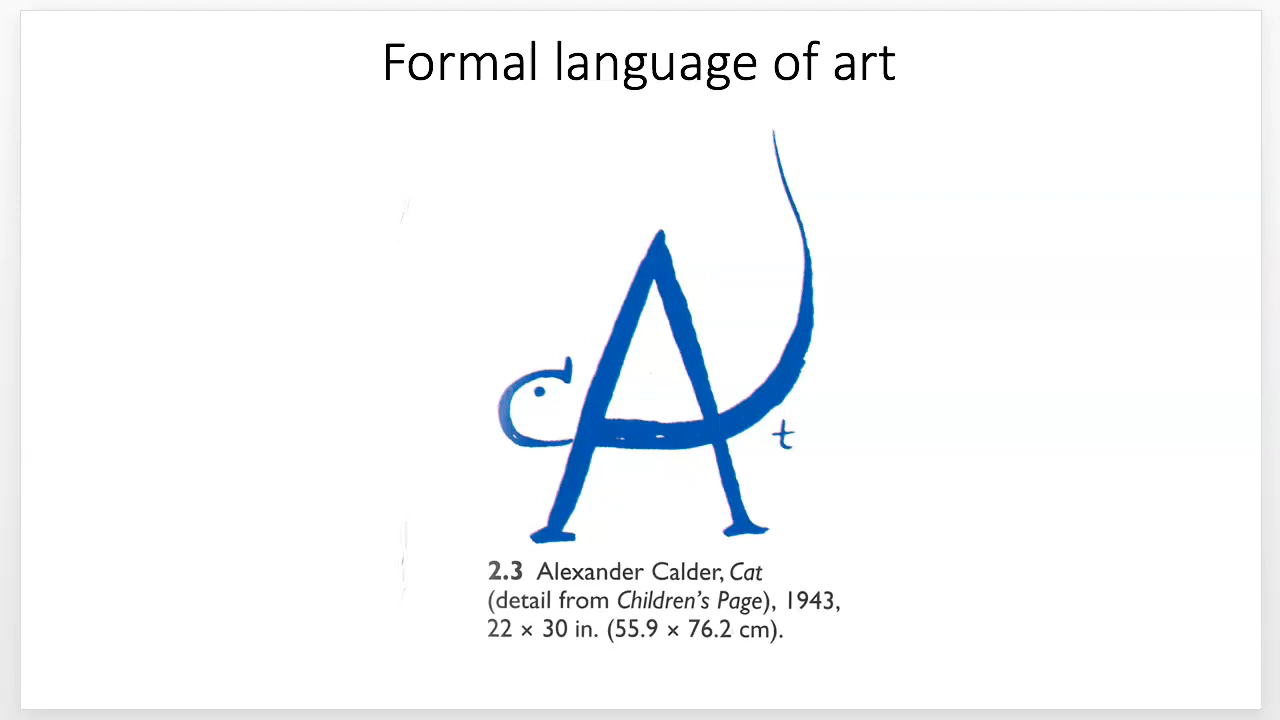 Formal language of art
cAt
2.3 Alexander Calder, Cat
(detail from Children's Page), 1943,
22 × 30 in. (55.9 × 76.2 cm).